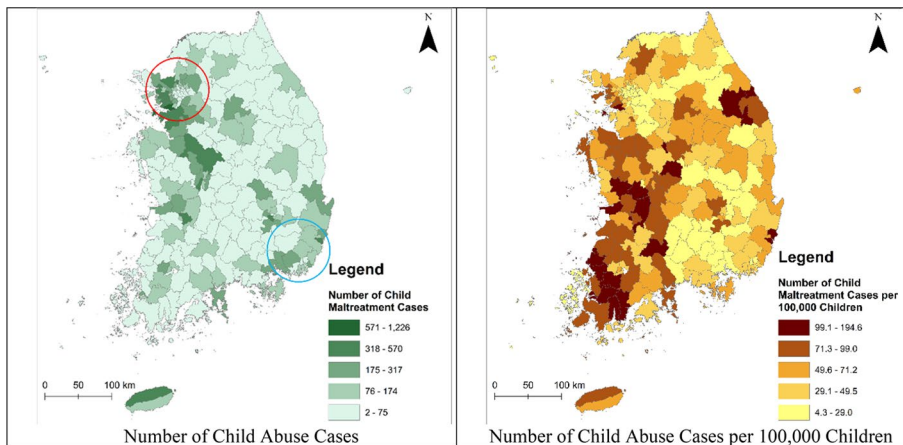 N
Legend
Number of Child
Maltreatment Cases
571 - 1,226
318 - 570
175 - 317
76 - 174
2 - 75
0 50 100 km
Number of Child Abuse Cases
N
Legend
Number of Child
Maltreatment Cases per
100,000 Children
99.1 - 194.6
71.3 - 99.0
49.6 - 71.2
29.1 - 49.5
4.3 - 29.0
0 50 100 km
Number of Child Abuse Cases per 100,000 Children